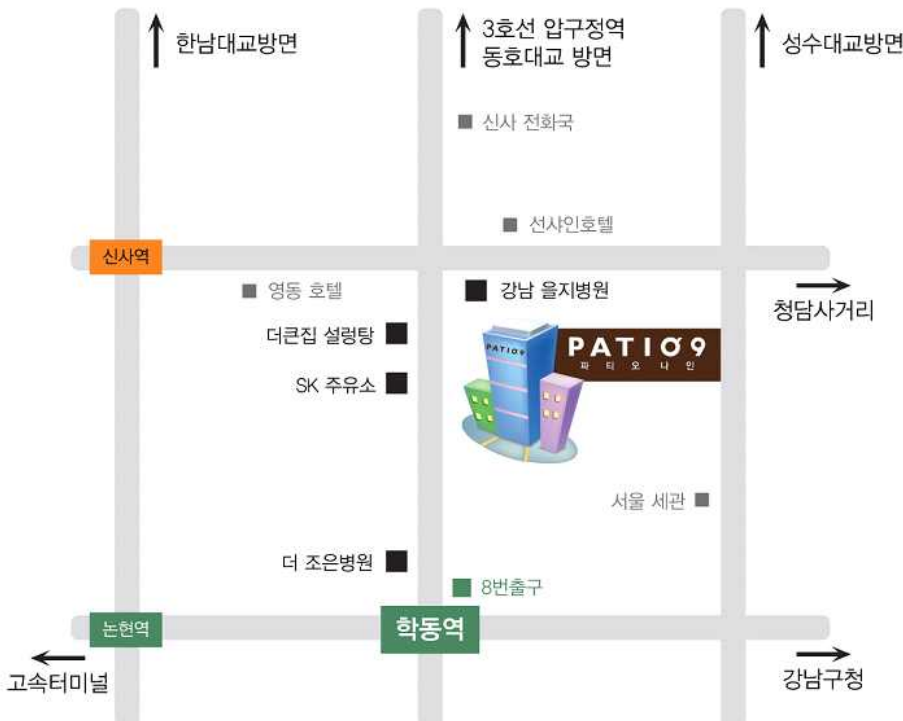 한남대교방면
3호선 압구정역
동호대교 방면
성수대교방면
신사 전화국
선샤인호텔
신사역
영동 호텔
강남 을지병원
청담사거리
더큰집 설렁탕
PATIO9
PATIO9
파티오나인
SK 주유소
서울 세관
더 조은병원
8번출구
논현역
학동역
고속터미널
강남구청